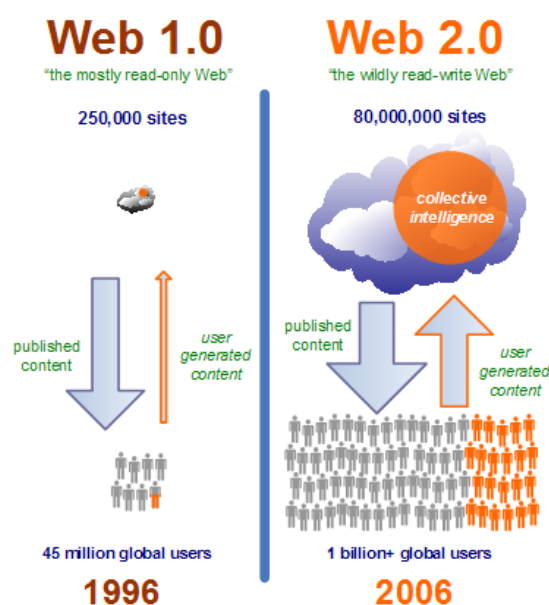 Web 1.0
“the mostly read-only Web”
250,000 sites
published
content
user
generated
content
45 million global users
1996
Web 2.0
“the wildly read-write Web”
80,000,000 sites
collective
intelligence
published
content
user
generated
content
1 billion+ global users
2006